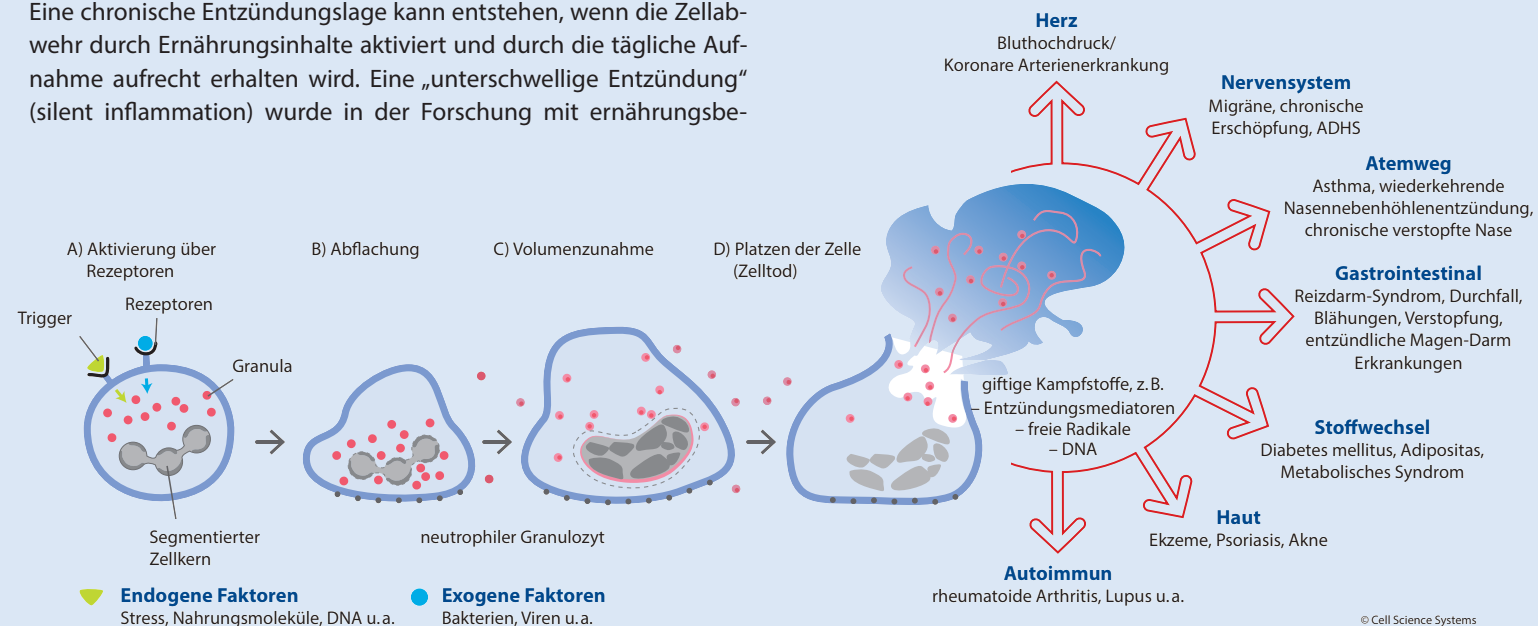 Eine chronische Entzündungslage kann entstehen, wenn die Zellab-
wehr durch Ernährungsinhalte aktiviert und durch die tägliche Auf-
nahme aufrecht erhalten wird. Eine „unterschwellige Entzündung“
(silent inflammation) wurde in der Forschung mit ernährungsbe-
A) Aktivierung über
Rezeptoren
B) Abflachung
C) Volumenzunahme
D) Platzen der Zelle
(Zelltod)
Trigger
Rezeptoren
Granula
Segmentierter
Zellkern
neutrophiler Granulozyt
giftige Kampfstoffe, z. B.
– Entzündungsmediatoren
– freie Radikale
– DNA
Herz
Bluthochdruck/
Koronare Arterienerkrankung
Nervensystem
Migräne, chronische
Erschöpfung, ADHS
Atemweg
Asthma, wiederkehrende
Nasennebenhöhlenentzündung,
chronische verstopfte Nase
Gastrointestinal
Reizdarm-Syndrom, Durchfall,
Blähungen, Verstopfung,
entzündliche Magen-Darm
Erkrankungen
Stoffwechsel
Diabetes mellitus, Adipositas,
Metabolisches Syndrom
Haut
Ekzeme, Psoriasis, Akne
Autoimmun
rheumatoide Arthritis, Lupus u. a.
Endogene Faktoren
Stress, Nahrungsmoleküle, DNA u. a.
Exogene Faktoren
Bakterien, Viren u. a.
© Cell Science Systems